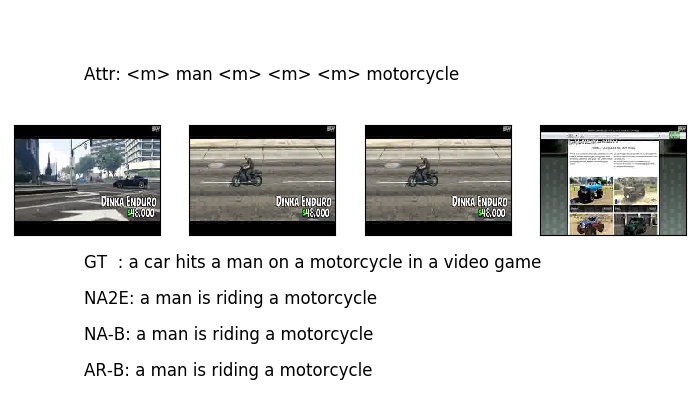 Attr: <m> man <m> <m> <m> motorcycle
DINKA ENDURO
$48,000
DINKA ENDURO
$48,000
DINKA ENDURO
$48,000
GT  : a car hits a man on a motorcycle in a video game
NA2E: a man is riding a motorcycle
NA-B: a man is riding a motorcycle
AR-B: a man is riding a motorcycle